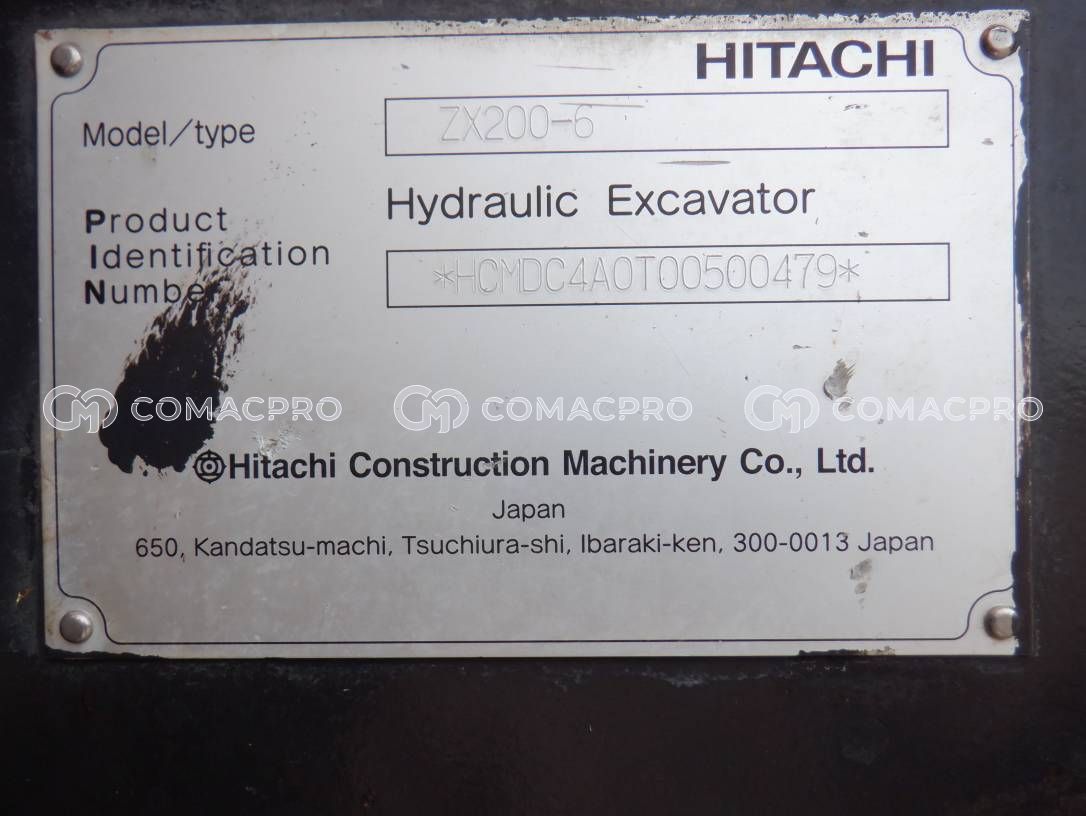 HITACHI
Model/type ZX200-6
Hydraulic Excavator
Product
Identification
Number
*HCMDC4A0T00500479*
COMACPRO COMACPRO COMACPRO
Hitachi Construction Machinery Co., Ltd.
Japan
650, Kandatsu-machi, Tsuchiura-shi, Ibaraki-ken, 300-0013 Japan